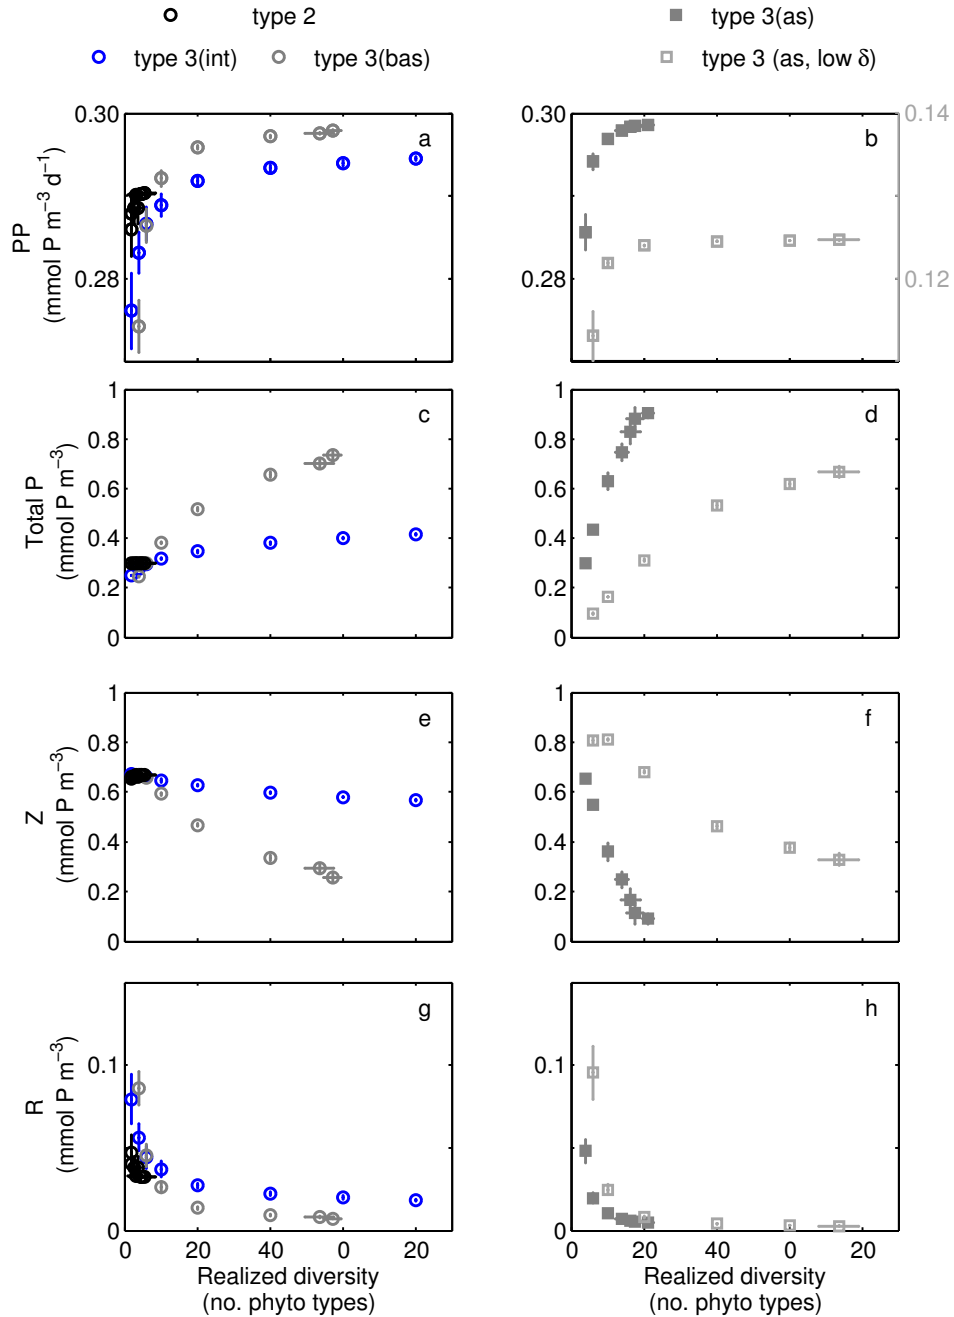 type 2
type 3(as)
type 3(int)
type 3(bas)
type 3 (as, low δ)
0.30
a
0.28
PP
(mmol P m⁻³ d⁻¹)
0.30
b
0.14
0.28
0.12
1
c
0.8
0.6
0.4
0.2
0
Total P
(mmol P m⁻³)
1
d
0.8
0.6
0.4
0.2
0
1
e
0.8
0.6
0.4
0.2
0
Z
(mmol P m⁻³)
1
f
0.8
0.6
0.4
0.2
0
g
0.1
0
R
(mmol P m⁻³)
h
0.1
0
0 20 40 0 20
Realized diversity
(no. phyto types)
0 20 40 0 20
Realized diversity
(no. phyto types)